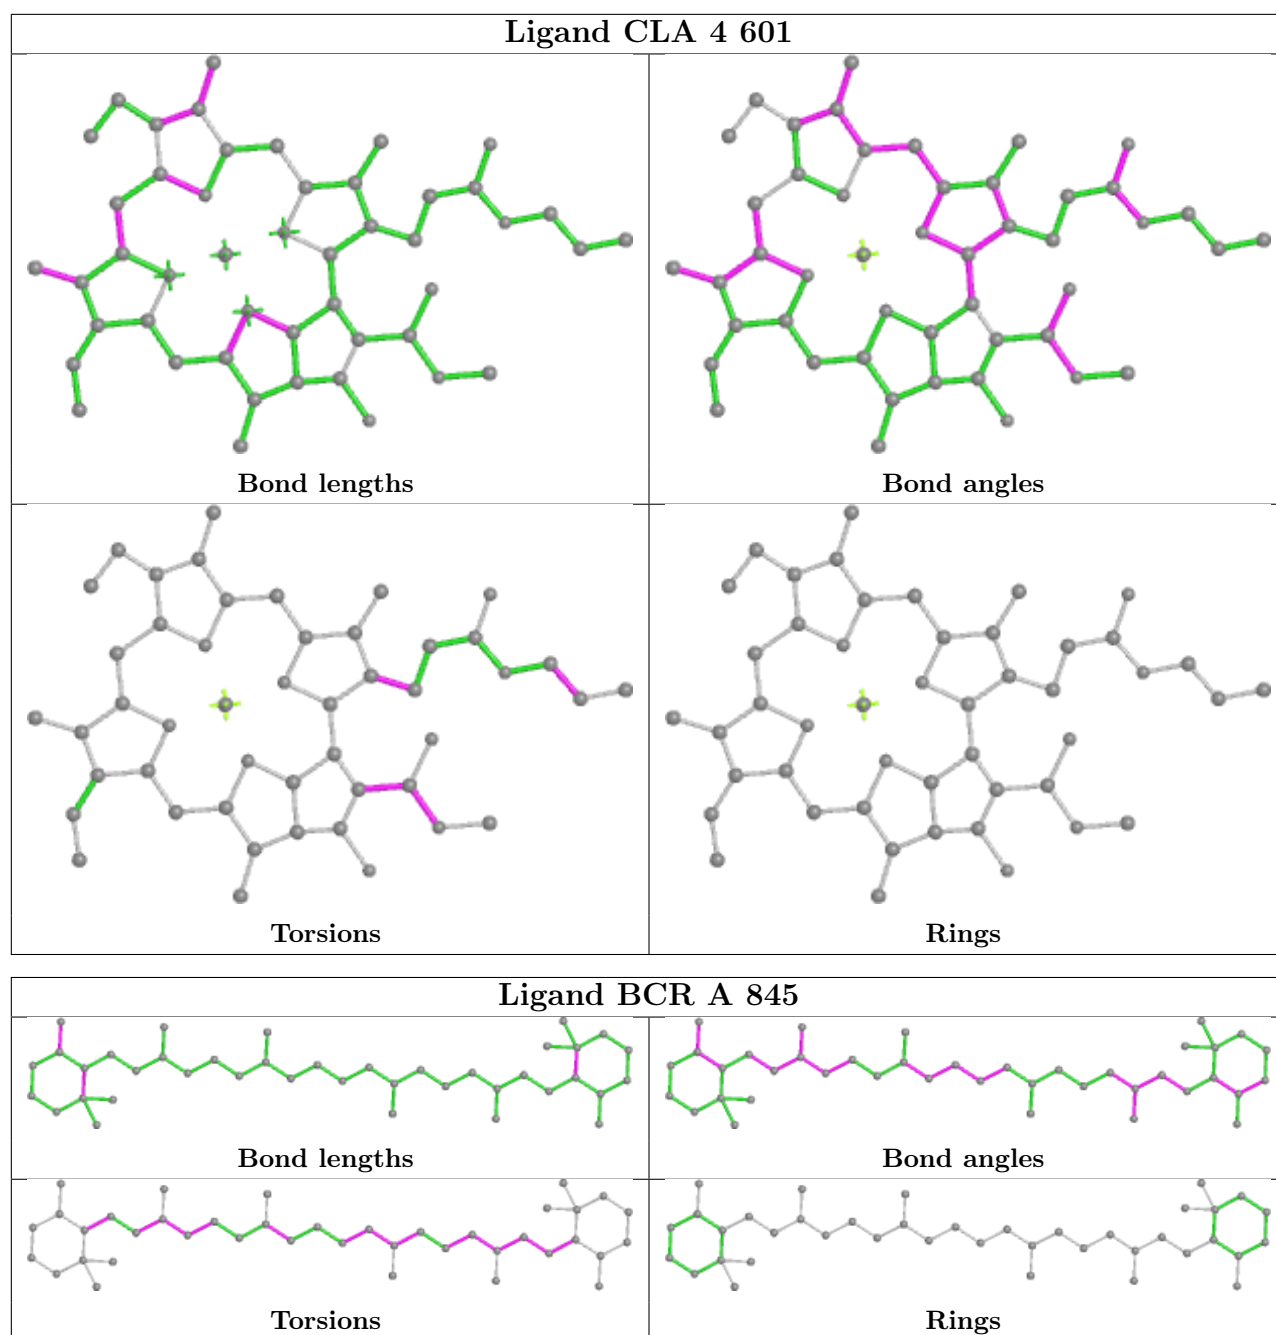 Ligand CLA 4 601
Bond lengths
Bond angles
Torsions
Rings
Ligand BCR A 845
Bond lengths
Bond angles
Torsions
Rings